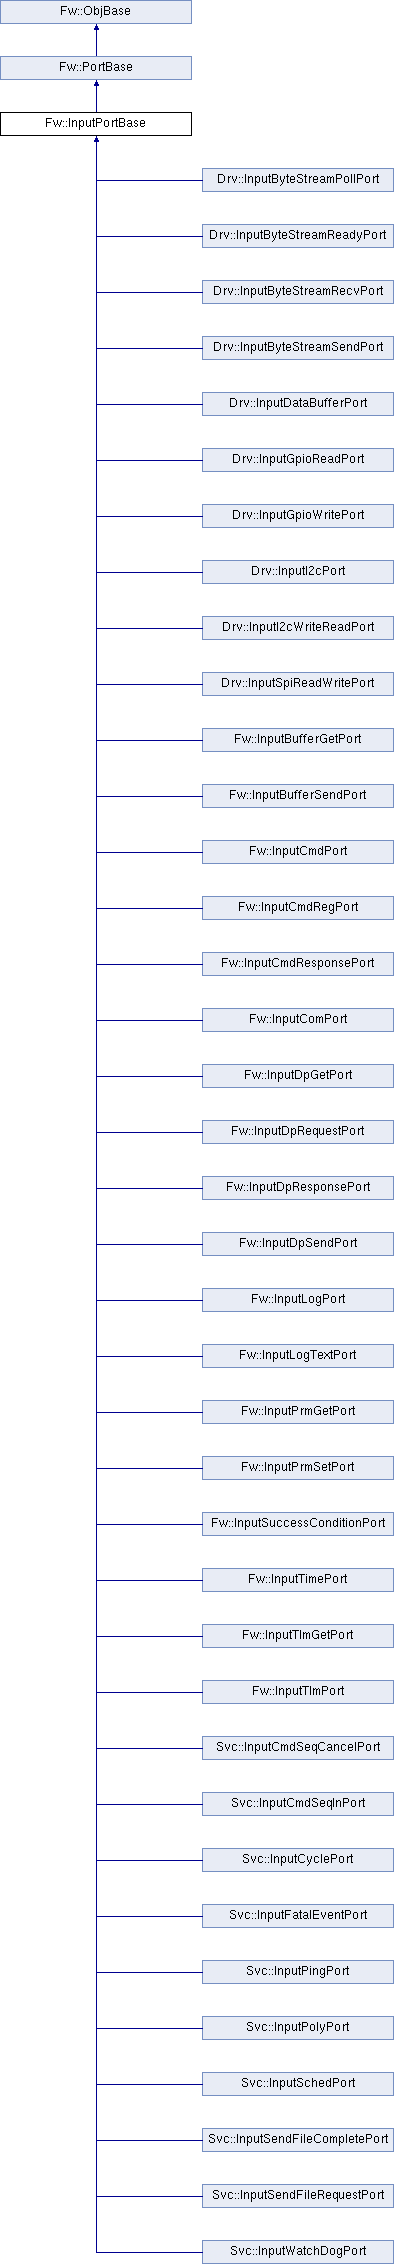 Fw::ObjBase
Fw::PortBase
Fw::InputPortBase
Drv::InputByteStreamPollPort
Drv::InputByteStreamReadyPort
Drv::InputByteStreamRecvPort
Drv::InputByteStreamSendPort
Drv::InputDataBufferPort
Drv::InputGpioReadPort
Drv::InputGpioWritePort
Drv::InputI2cPort
Drv::InputI2cWriteReadPort
Drv::InputSpiReadWritePort
Fw::InputBufferGetPort
Fw::InputBufferSendPort
Fw::InputCmdPort
Fw::InputCmdRegPort
Fw::InputCmdResponsePort
Fw::InputComPort
Fw::InputDpGetPort
Fw::InputDpRequestPort
Fw::InputDpResponsePort
Fw::InputDpSendPort
Fw::InputLogPort
Fw::InputLogTextPort
Fw::InputPrmGetPort
Fw::InputPrmSetPort
Fw::InputSuccessConditionPort
Fw::InputTimePort
Fw::InputTlmGetPort
Fw::InputTlmPort
Svc::InputCmdSeqCancelPort
Svc::InputCmdSeqInPort
Svc::InputCyclePort
Svc::InputFatalEventPort
Svc::InputPingPort
Svc::InputPolyPort
Svc::InputSchedPort
Svc::InputSendFileCompletePort
Svc::InputSendFileRequestPort
Svc::InputWatchDogPort